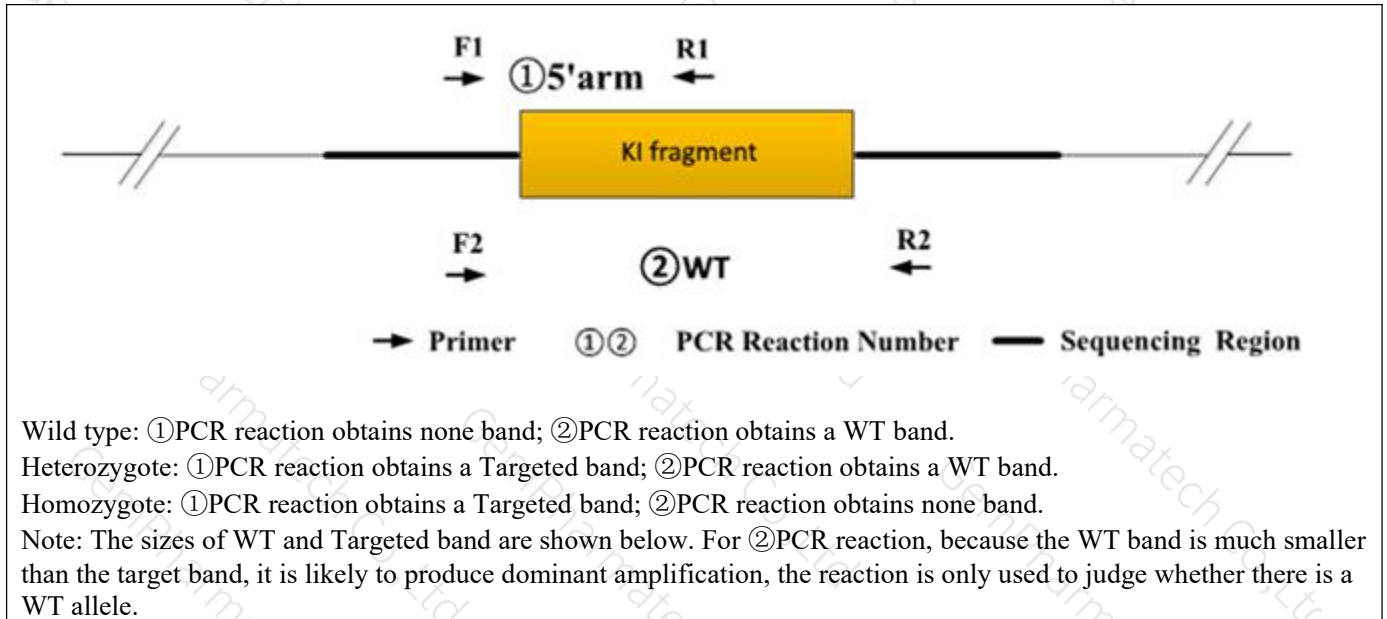 F1 R1
①5'arm
KI fragment
F2 R2
②WT
Primer ①② PCR Reaction Number Sequencing Region
Wild type: ①PCR reaction obtains none band; ②PCR reaction obtains a WT band.
Heterozygote: ①PCR reaction obtains a Targeted band; ②PCR reaction obtains a WT band.
Homozygote: ①PCR reaction obtains a Targeted band; ②PCR reaction obtains none band.
Note: The sizes of WT and Targeted band are shown below. For ②PCR reaction, because the WT band is much smaller
than the target band, it is likely to produce dominant amplification, the reaction is only used to judge whether there is a
WT allele.